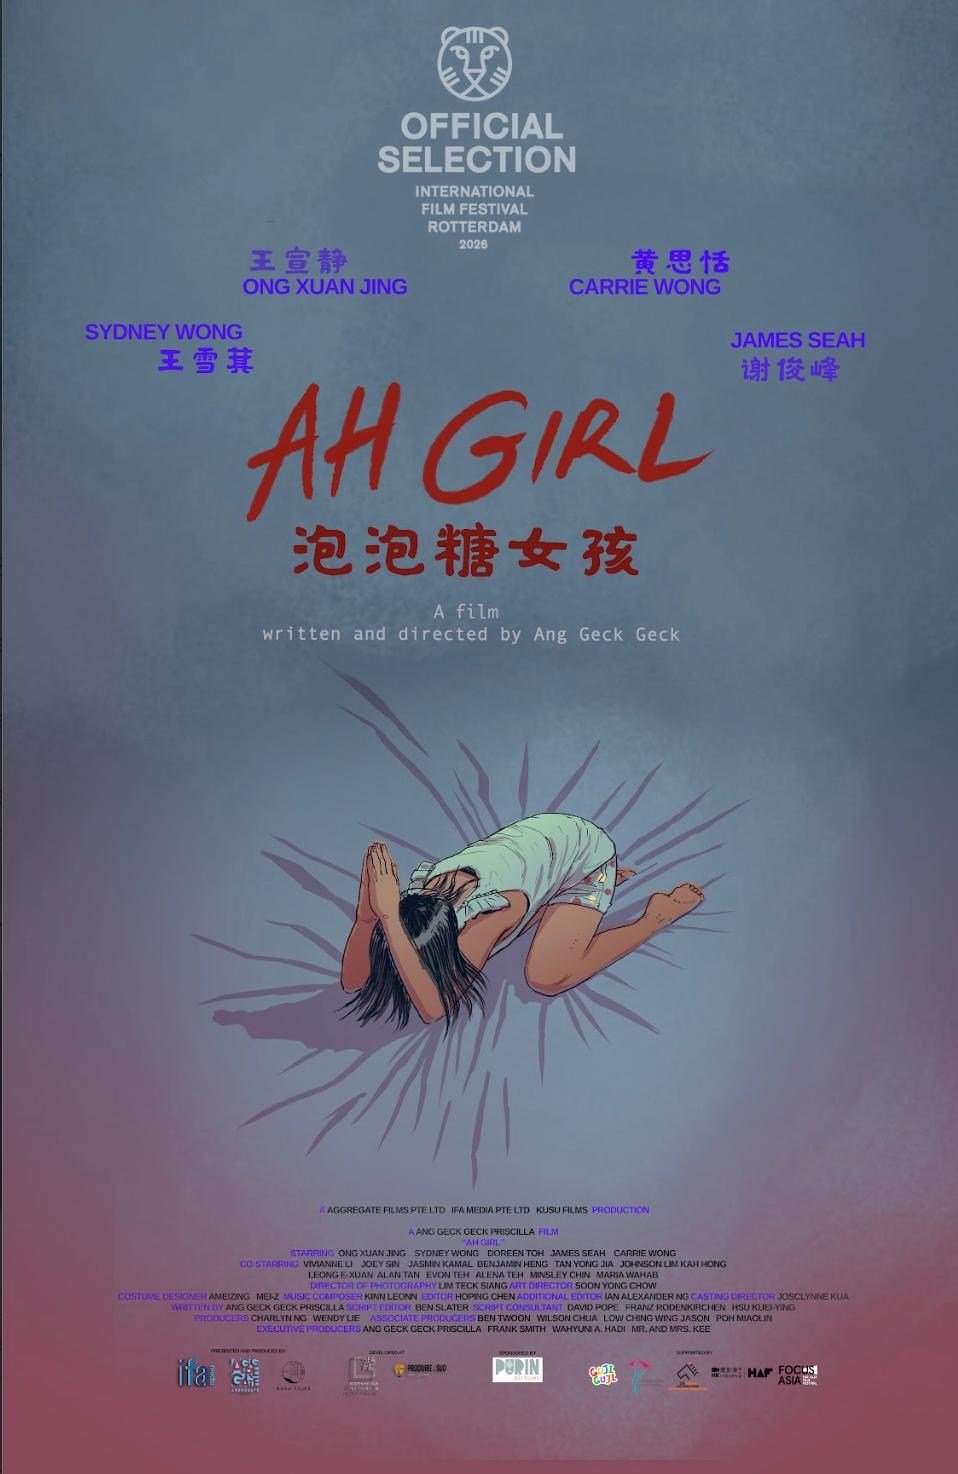 OFFICIAL
SELECTION
INTERNATIONAL
FILM FESTIVAL
ROTTERDAM
2026
王宣静
ONG XUAN JING
黄思恬
CARRIE WONG
SYDNEY WONG
王雪萁
JAMES SEAH
谢俊峰
AH GIRL
泡泡糖女孩
A film
written and directed by Ang Geck Geck
A AGGREGATE FILMS PTE LTD IFA MEDIA PTE LTD KUSU FILMS PRODUCTION
A ANG GECK GECK PRISCILLA FILM
"AH GIRL"
STARRING ONG XUAN JING SYDNEY WONG DOREEN TOH JAMES SEAH CARRIE WONG
CO-STARRING VIVIANNE LI JOEY SIN JASMIN KAMAL BENJAMIN HENG TAN YONG JIA JOHNSON LIM KAH HONG
LEONG E-XUAN ALAN TAN EVON TEH ALENA TEH MINSLEY CHIN MARIA WAHAB
DIRECTOR OF PHOTOGRAPHY LIM TECK SIANG ART DIRECTOR SOON YONG CHOW
COSTUME DESIGNER AMEIZING MEI-Z MUSIC COMPOSER KINN LEONN EDITOR HOPING CHEN ADDITIONAL EDITOR IAN ALEXANDER NG CASTING DIRECTOR JOSCLYNNE KUA
WRITTEN BY ANG GECK GECK PRISCILLA SCRIPT EDITOR BEN SLATER SCRIPT CONSULTANT DAVID POPE FRANZ RODENKIRCHEN HSU KUEI-YING
PRODUCERS CHARLYN NG WENDY LIE ASSOCIATE PRODUCERS BEN TWOON WILSON CHUA LOW CHING WING JASON POH MIAOLIN
EXECUTIVE PRODUCERS ANG GECK GECK PRISCILLA FRANK SMITH WAHYUNI A. HADI MR. AND MRS. KEE
PRESENTED AND PRODUCED BY
DEVELOPED AT
SPONSORED BY
SUPPORTED BY
ifa media
KUSU FILMS
PRODUIRE AU SUD
PURIN
pictures
GUJI
GUJI
HAF
FOCUS
ASIA